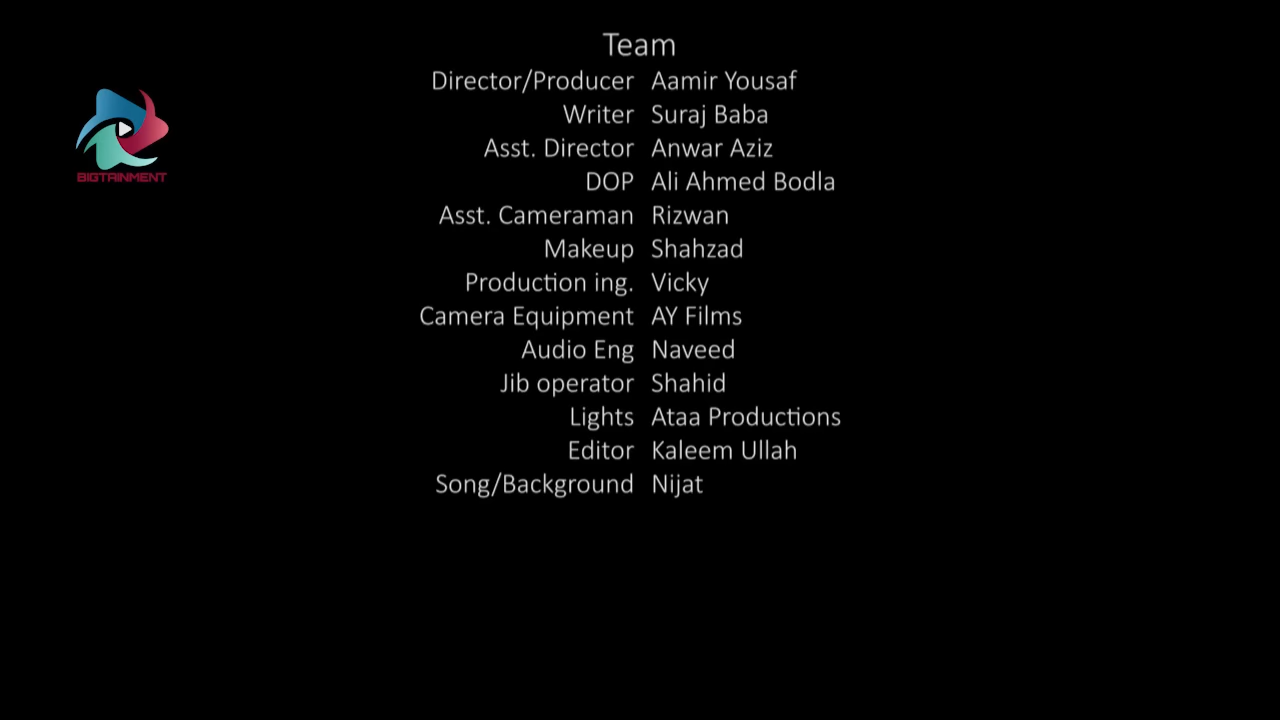 Team
Director/Producer Aamir Yousaf
Writer Suraj Baba
Asst. Director Anwar Aziz
DOP Ali Ahmed Bodla
Asst. Cameraman Rizwan
Makeup Shahzad
Production ing. Vicky
Camera Equipment AY Films
Audio Eng Naveed
Jib operator Shahid
Lights Ataa Productions
Editor Kaleem Ullah
Song/Background Nijat
BIGTAINMENT